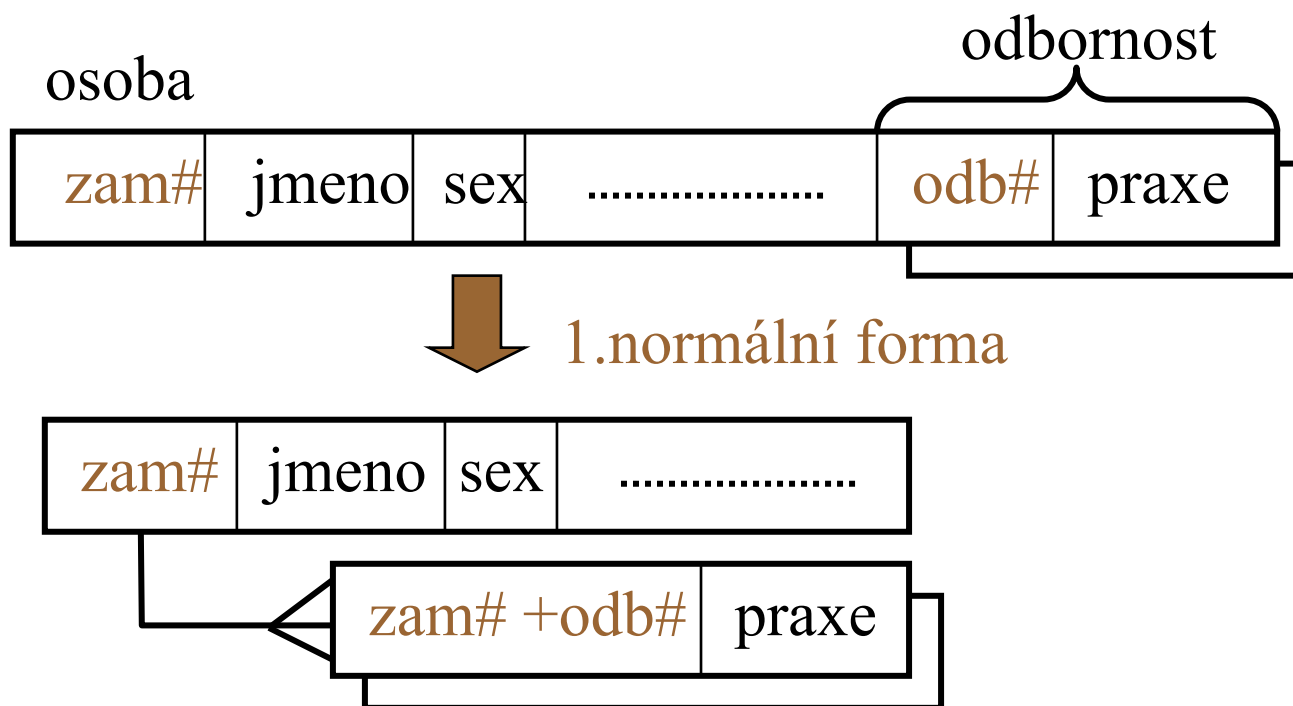 odbornost
osoba
zam# jmeno sex ................... odb# praxe
1.normální forma
zam# jmeno sex ...................
zam# +odb# praxe